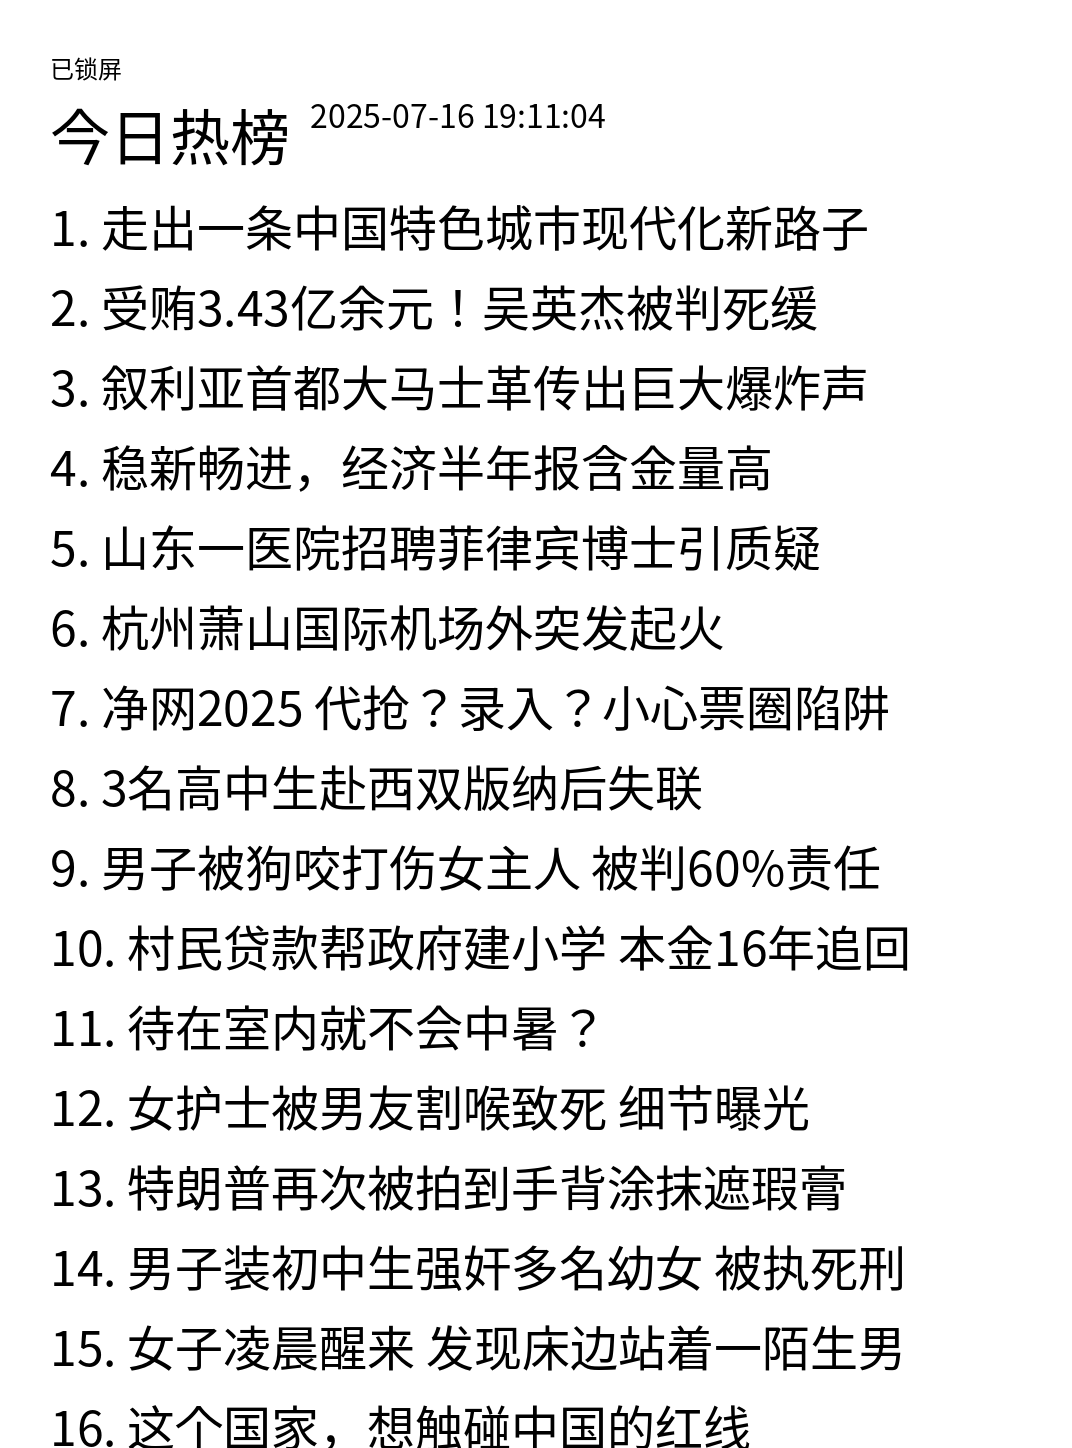 已锁屏
今日热榜 2025-07-16 19:11:04
1. 走出一条中国特色城市现代化新路子
2. 受贿3.43亿余元！吴英杰被判死缓
3. 叙利亚首都大马士革传出巨大爆炸声
4. 稳新畅进，经济半年报含金量高
5. 山东一医院招聘菲律宾博士引质疑
6. 杭州萧山国际机场外突发起火
7. 净网2025 代抢？录入？小心票圈陷阱
8. 3名高中生赴西双版纳后失联
9. 男子被狗咬打伤女主人 被判60%责任
10. 村民贷款帮政府建小学 本金16年追回
11. 待在室内就不会中暑？
12. 女护士被男友割喉致死 细节曝光
13. 特朗普再次被拍到手背涂抹遮瑕膏
14. 男子装初中生强奸多名幼女 被执死刑
15. 女子凌晨醒来 发现床边站着一陌生男
16. 这个国家，想触碰中国的红线